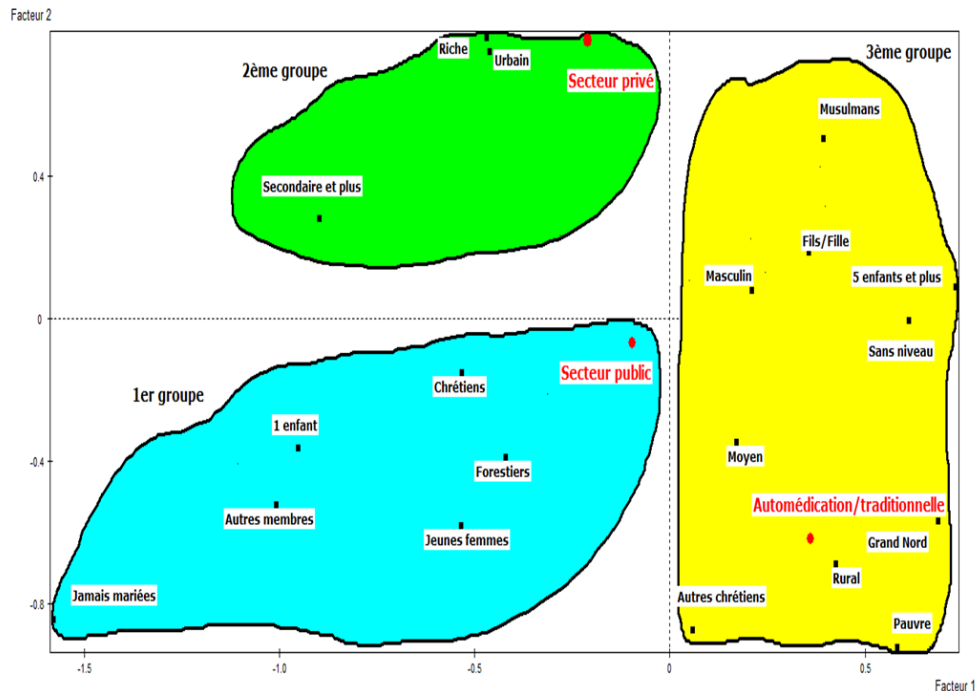 Facteur 2
Riche
Urbain
2ème groupe
Secteur privé
3ème groupe
Musulmans
0.4
Secondaire et plus
Fils/Fille
Masculin
5 enfants et plus
0
Sans niveau
Secteur public
1er groupe
Chrétiens
1 enfant
Moyen
-0.4
Forestiers
Autres membres
Automédication/traditionnelle
Jeunes femmes
Grand Nord
Rural
Jamais mariées
Autres chrétiens
-0.8
Pauvre
-1.5 -1.0 -0.5 0 0.5
Facteur 1